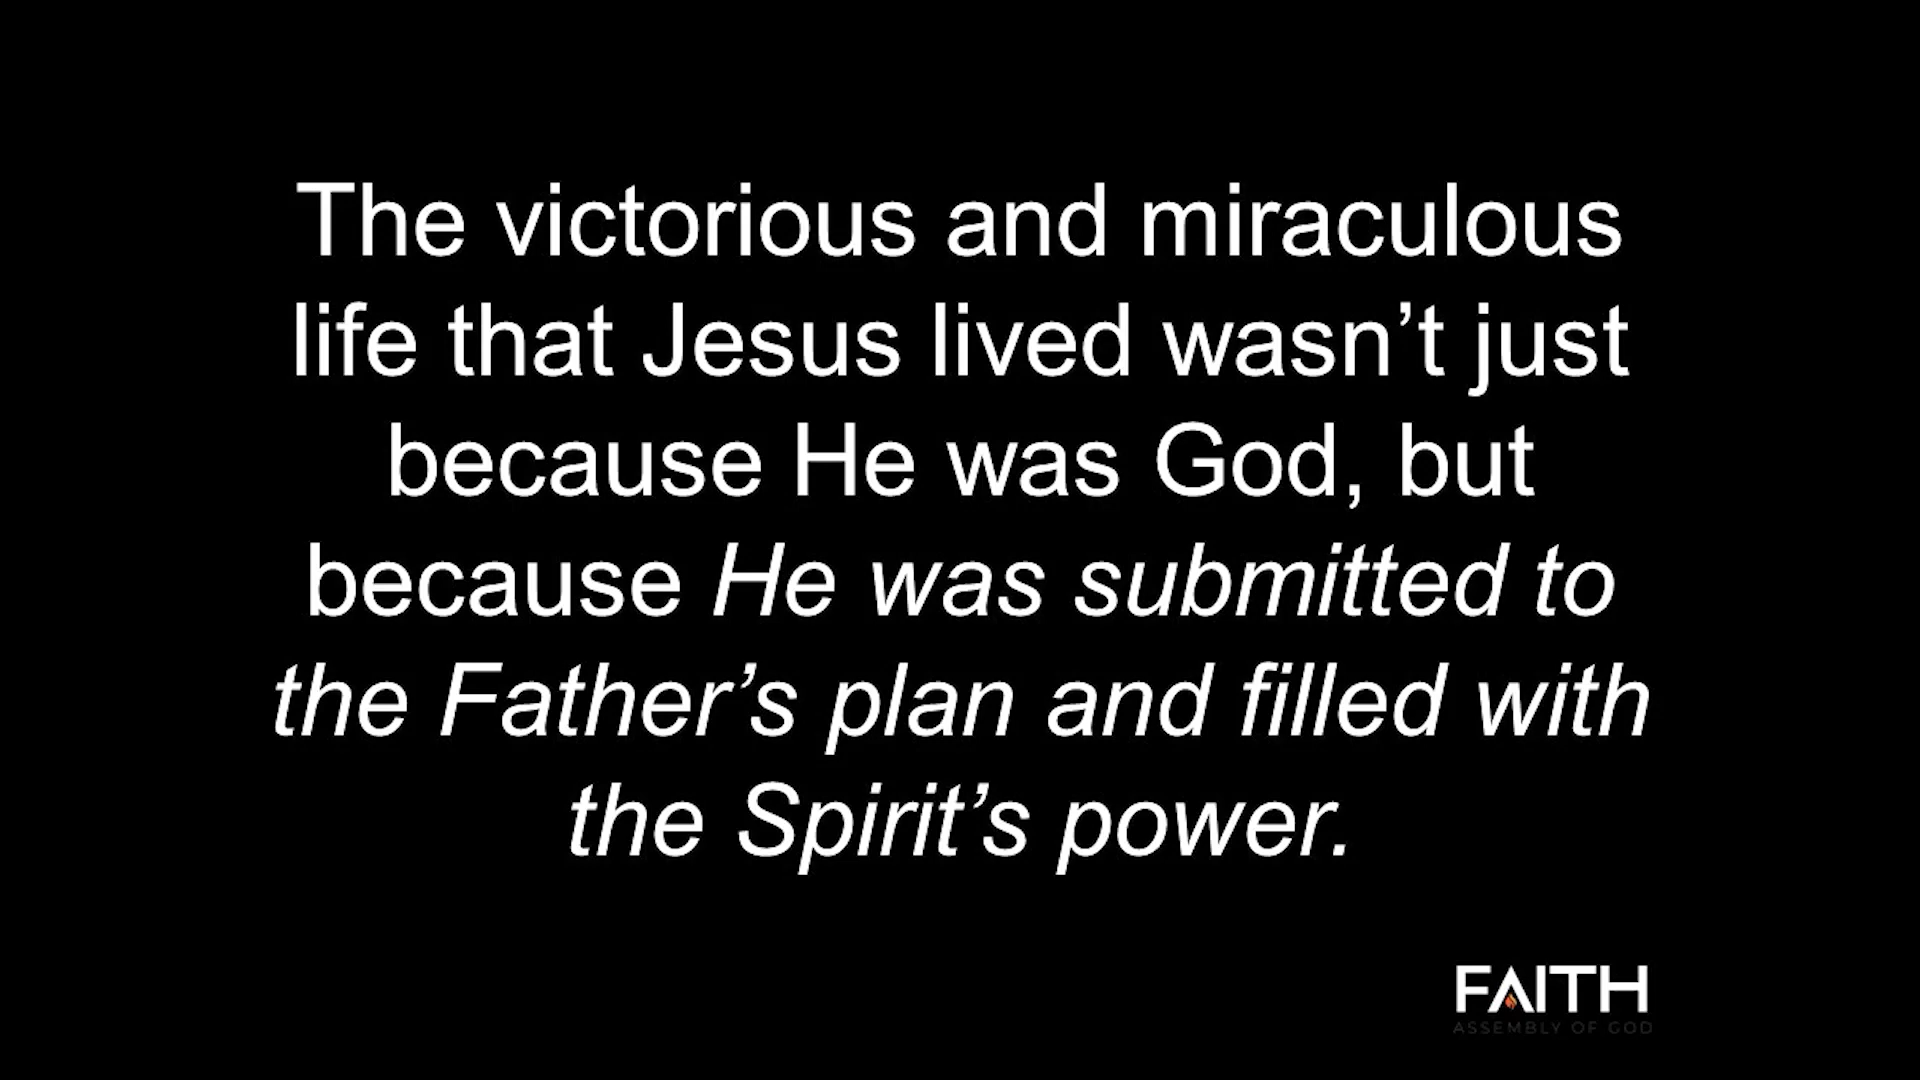 The victorious and miraculous
life that Jesus lived wasn’t just
because He was God, but
because He was submitted to
the Father’s plan and filled with
the Spirit’s power.
FAITH
ASSEMBLY OF GOD